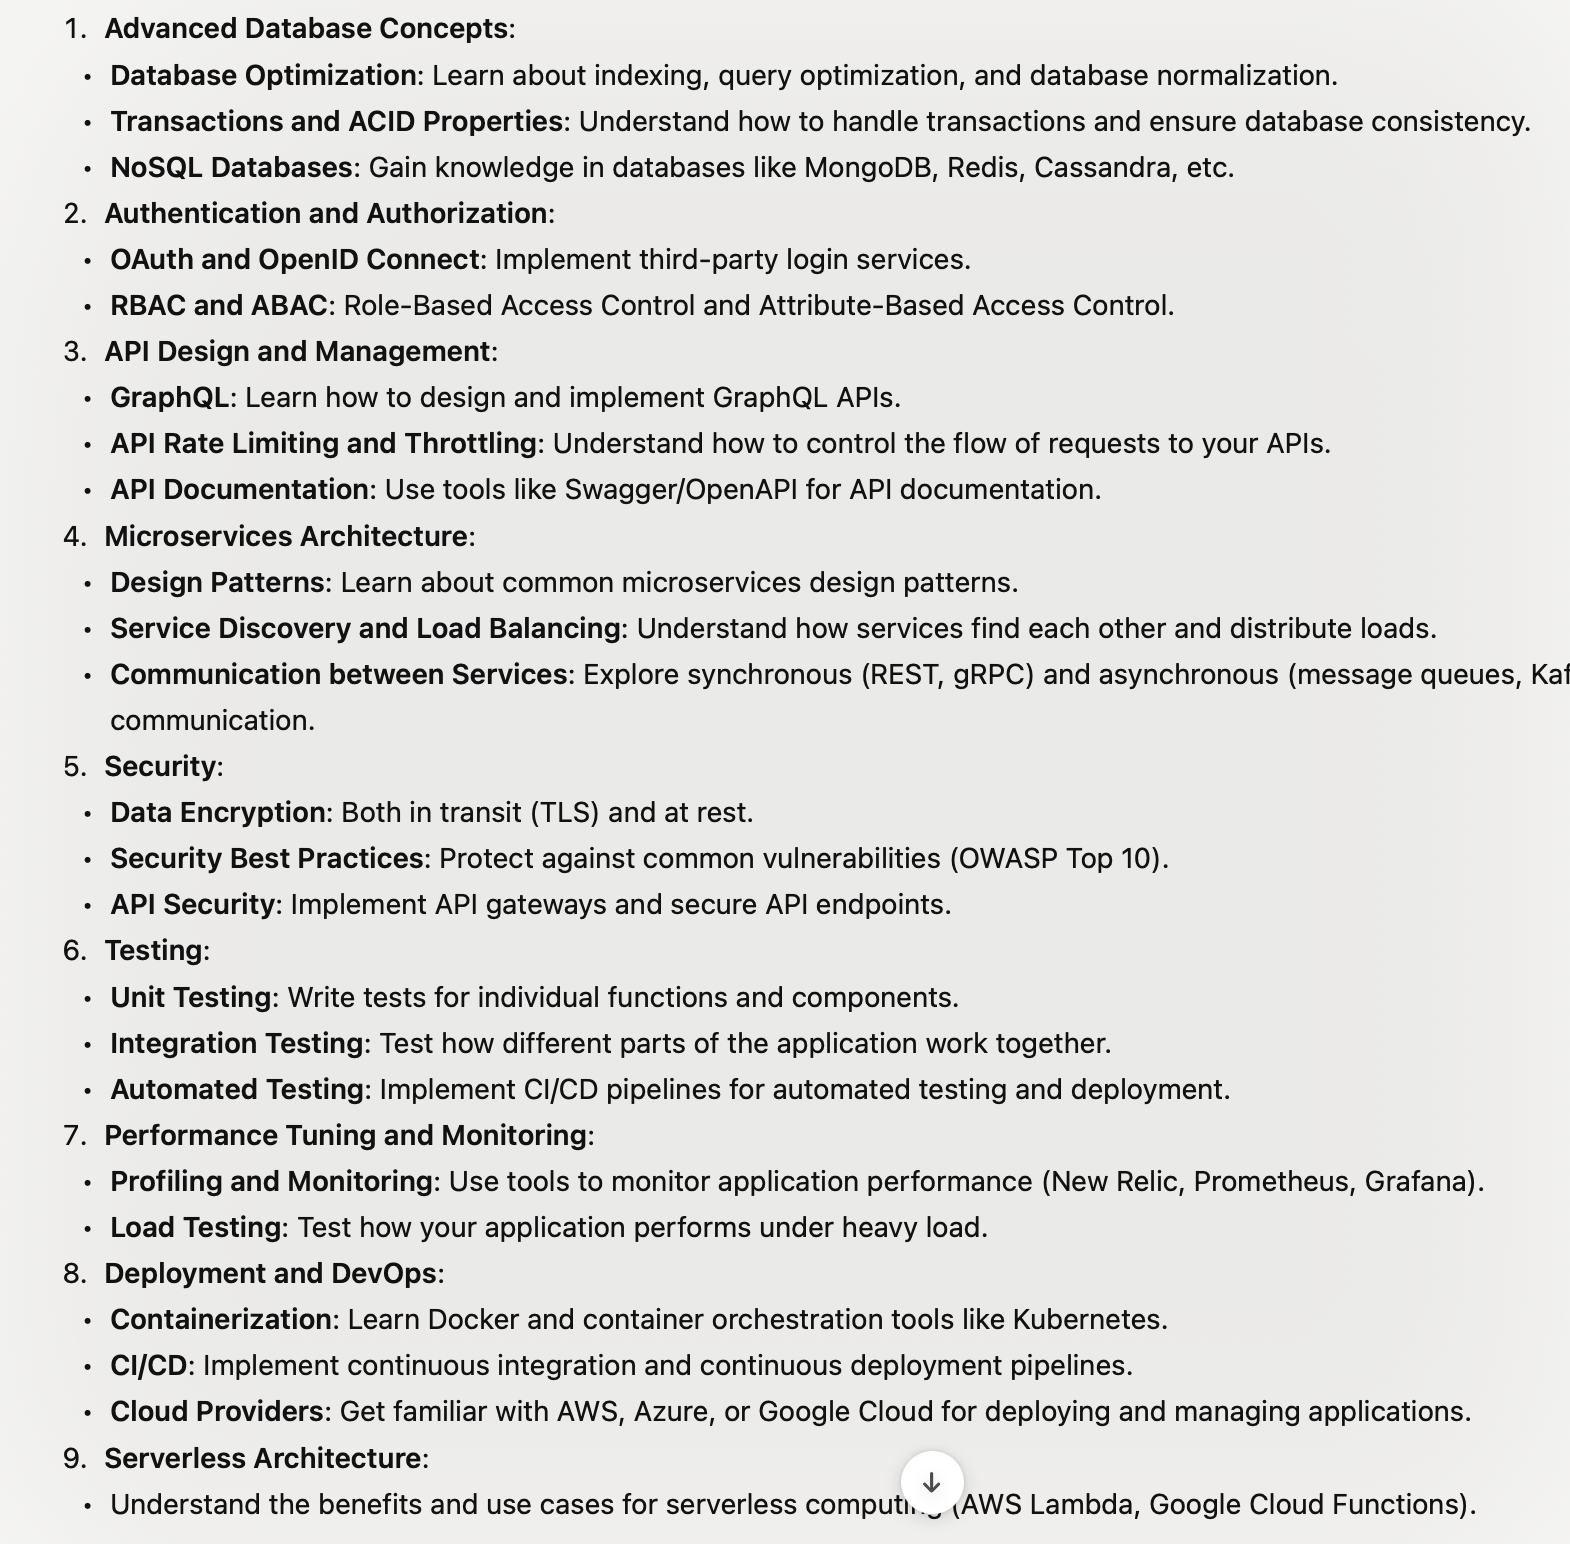 1. Advanced Database Concepts:
• Database Optimization: Learn about indexing, query optimization, and database normalization.
• Transactions and ACID Properties: Understand how to handle transactions and ensure database consistency.
• NoSQL Databases: Gain knowledge in databases like MongoDB, Redis, Cassandra, etc.
2. Authentication and Authorization:
• OAuth and OpenID Connect: Implement third-party login services.
• RBAC and ABAC: Role-Based Access Control and Attribute-Based Access Control.
3. API Design and Management:
• GraphQL: Learn how to design and implement GraphQL APIs.
• API Rate Limiting and Throttling: Understand how to control the flow of requests to your APIs.
• API Documentation: Use tools like Swagger/OpenAPI for API documentation.
4. Microservices Architecture:
• Design Patterns: Learn about common microservices design patterns.
• Service Discovery and Load Balancing: Understand how services find each other and distribute loads.
• Communication between Services: Explore synchronous (REST, gRPC) and asynchronous (message queues,
communication.
5. Security:
• Data Encryption: Both in transit (TLS) and at rest.
• Security Best Practices: Protect against common vulnerabilities (OWASP Top 10).
• API Security: Implement API gateways and secure API endpoints.
6. Testing:
• Unit Testing: Write tests for individual functions and components.
• Integration Testing: Test how different parts of the application work together.
• Automated Testing: Implement CI/CD pipelines for automated testing and deployment.
7. Performance Tuning and Monitoring:
• Profiling and Monitoring: Use tools to monitor application performance (New Relic, Prometheus, Grafana).
• Load Testing: Test how your application performs under heavy load.
8. Deployment and DevOps:
• Containerization: Learn Docker and container orchestration tools like Kubernetes.
• CI/CD: Implement continuous integration and continuous deployment pipelines.
• Cloud Providers: Get familiar with AWS, Azure, or Google Cloud for deploying and managing applications.
9. Serverless Architecture:
• Understand the benefits and use cases for serverless computing (AWS Lambda, Google Cloud Functions).